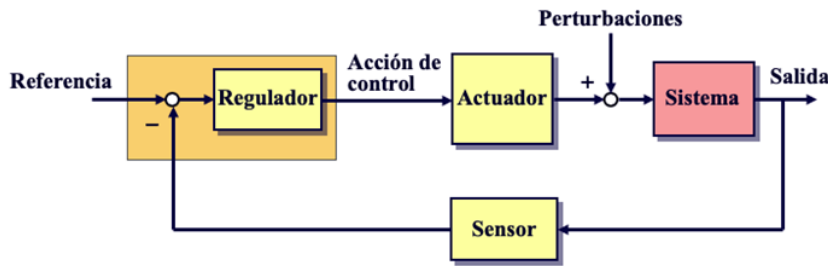 Perturbaciones
Referencia
Regulador
Acción de
control
Actuador
+
Sistema
Salida
−
Sensor